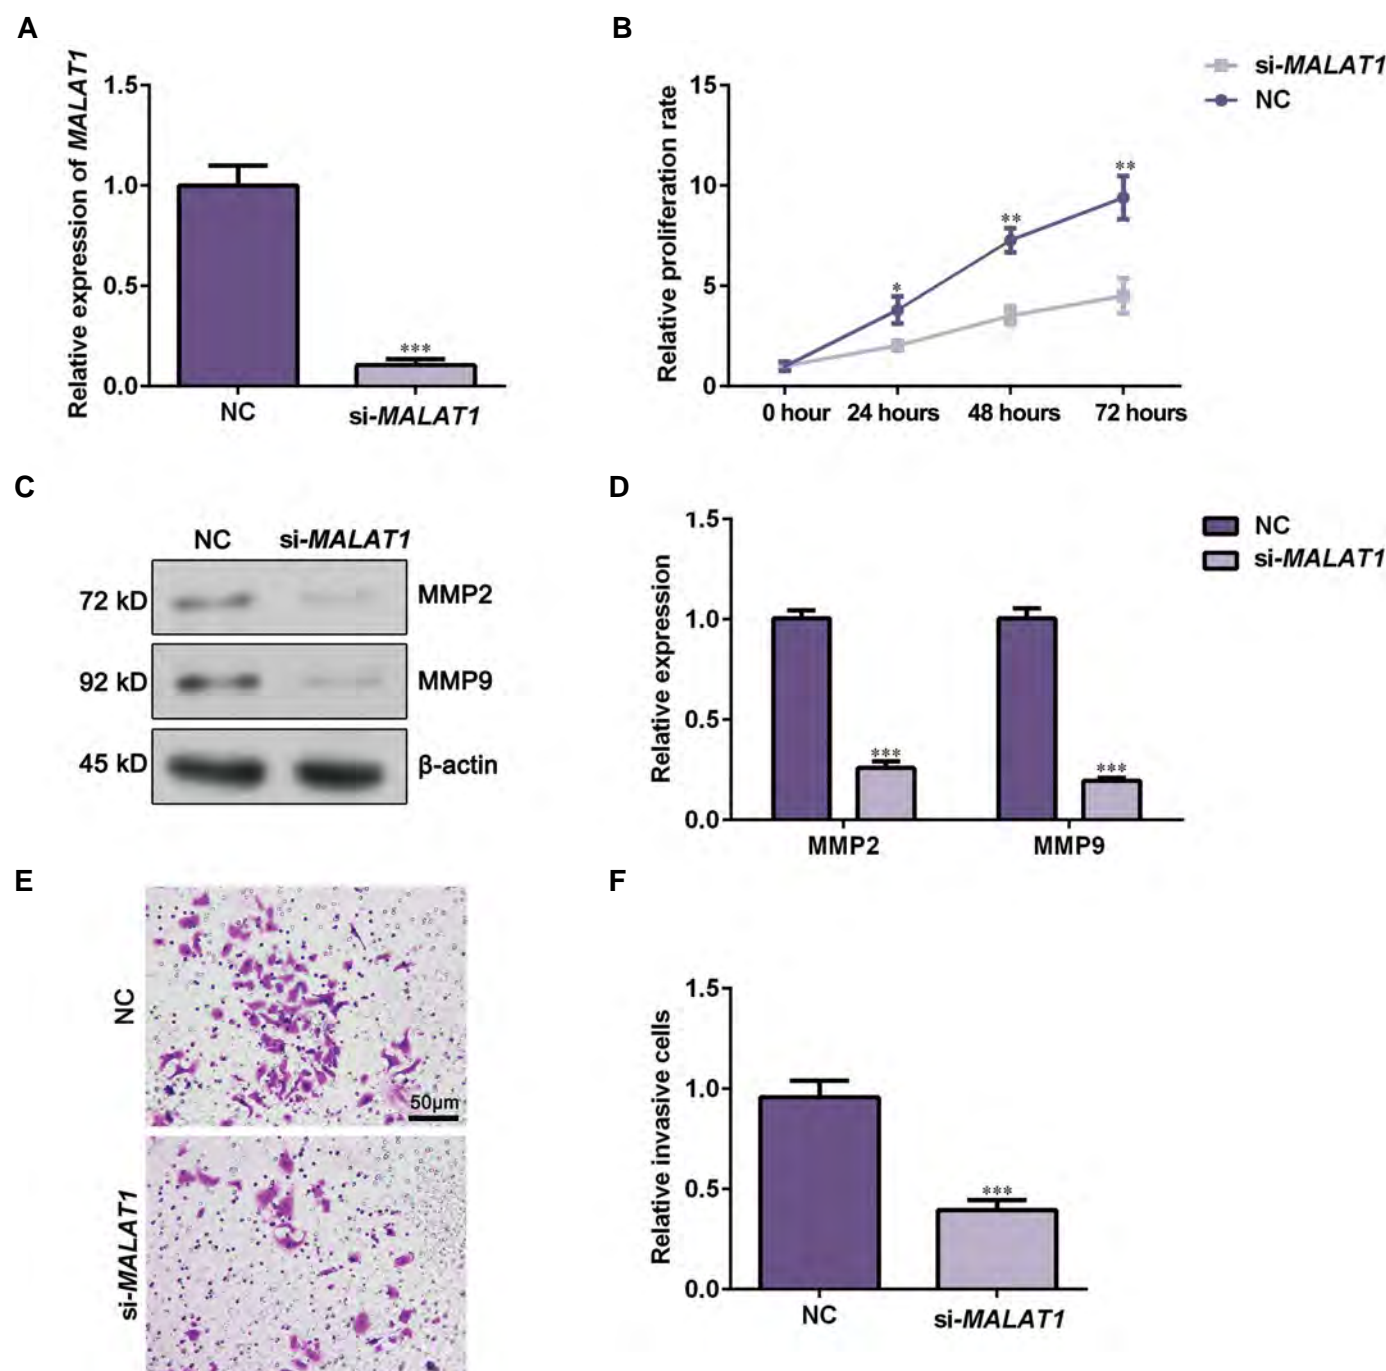 A
Relative expression of MALAT1
1.5
1.0
0.5
0.0
***
NC
si-MALAT1
B
Relative proliferation rate
15
10
5
0
*
**
**
0 hour
24 hours
48 hours
72 hours
si-MALAT1
NC
C
NC
si-MALAT1
72 kD
MMP2
92 kD
MMP9
45 kD
β-actin
D
Relative expression
1.5
1.0
0.5
0.0
***
***
MMP2
MMP9
NC
si-MALAT1
E
NC
50μm
si-MALAT1
F
Relative invasive cells
1.5
1.0
0.5
0.0
***
NC
si-MALAT1